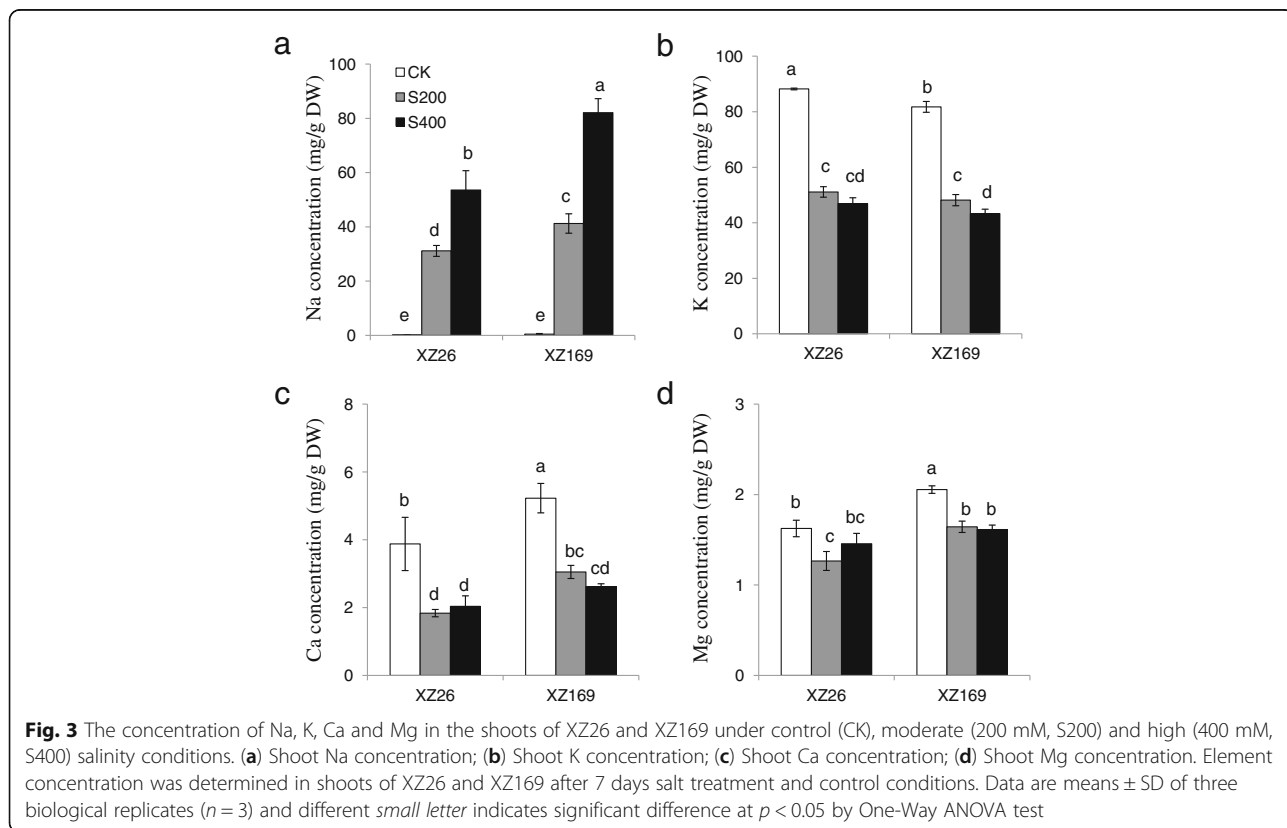 a
Na concentration (mg/g DW)
100
80
60
40
20
0
CK
S200
S400
e
d
b
e
c
a
XZ26
XZ169
b
K concentration (mg/g DW)
100
80
60
40
20
0
a
c
cd
b
c
d
XZ26
XZ169
c
Ca concentration (mg/g DW)
8
6
4
2
0
b
d
d
a
bc
cd
XZ26
XZ169
d
Mg concentration (mg/g DW)
3
2
1
0
b
c
bc
a
b
b
XZ26
XZ169
Fig. 3 The concentration of Na, K, Ca and Mg in the shoots of XZ26 and XZ169 under control (CK), moderate (200 mM, S200) and high (400 mM,
S400) salinity conditions. (a) Shoot Na concentration; (b) Shoot K concentration; (c) Shoot Ca concentration; (d) Shoot Mg concentration. Element
concentration was determined in shoots of XZ26 and XZ169 after 7 days salt treatment and control conditions. Data are means ± SD of three
biological replicates (n = 3) and different small letter indicates significant difference at p < 0.05 by One-Way ANOVA test